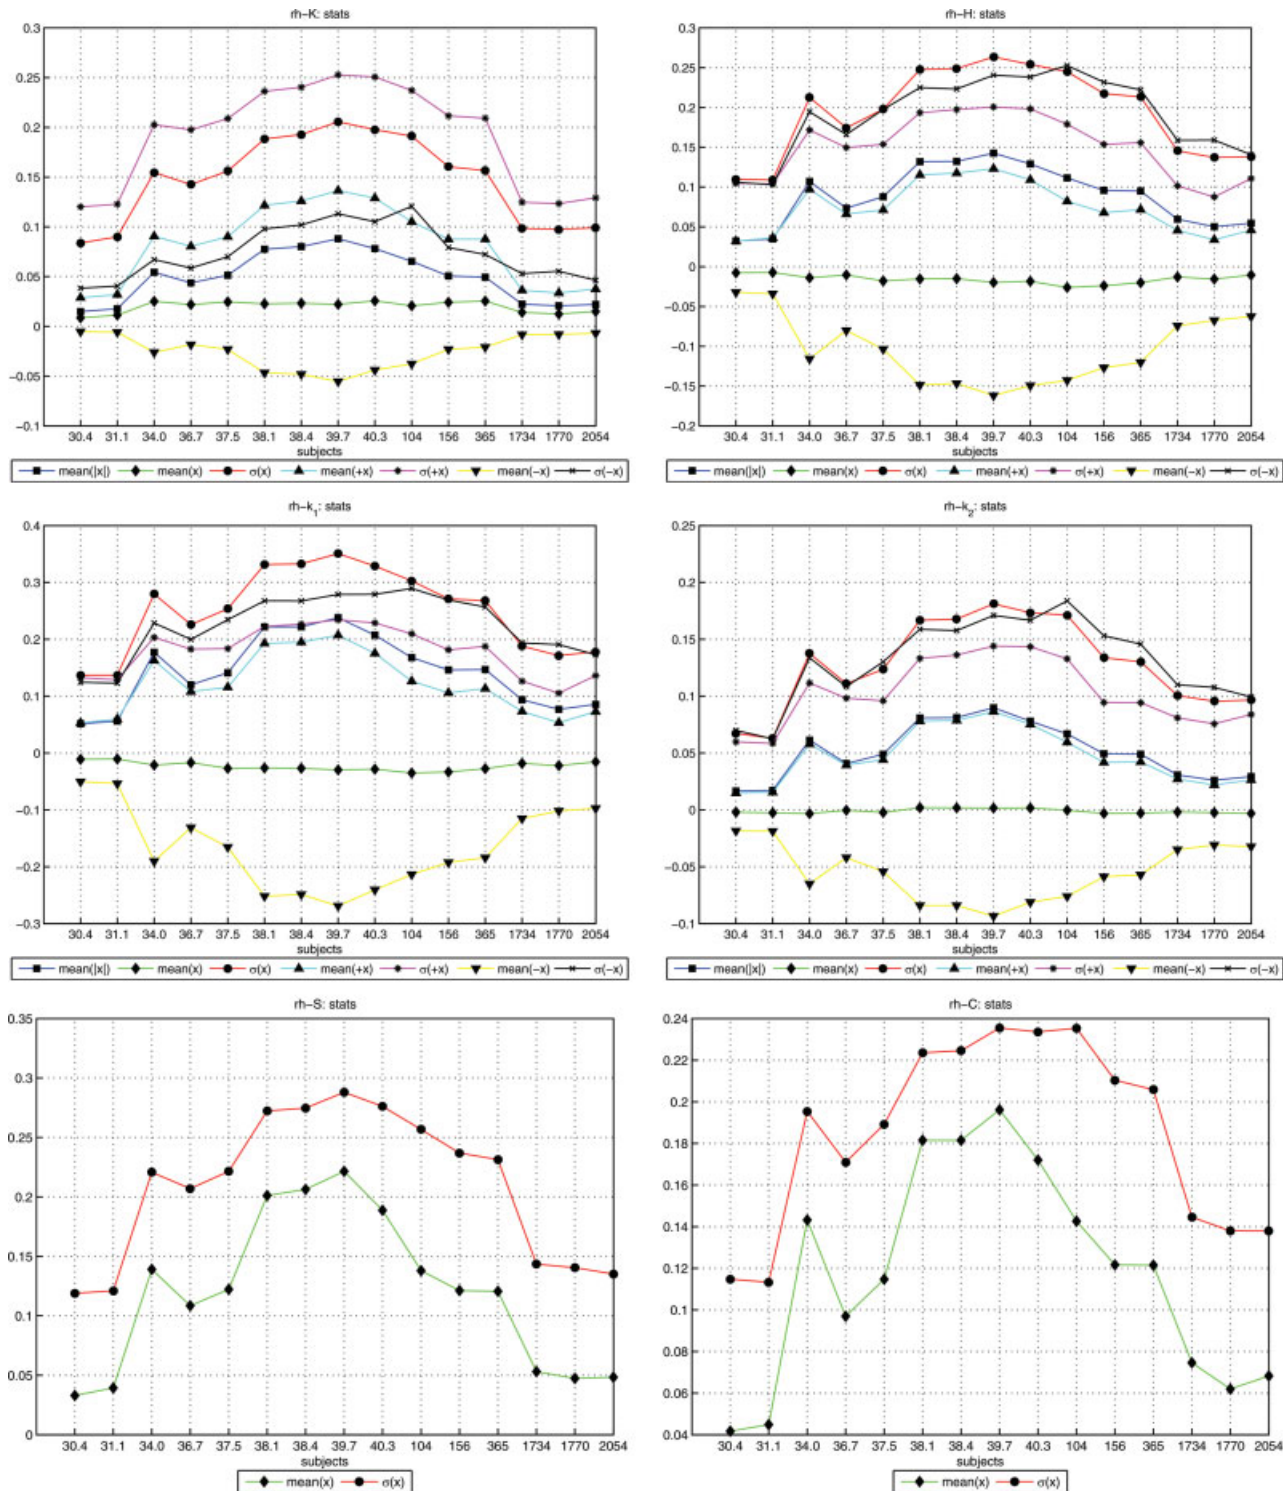 rh-K: stats
0.3
0.25
0.2
0.15
0.1
0.05
0
-0.05
-0.1
30.4 31.1 34.0 36.7 37.5 38.1 38.4 39.7 40.3 104 156 365 1734 1770 2054
subjects
mean(|x|) mean(x) σ(x) mean(+x) σ(+x) mean(-x) σ(-x)
rh-H: stats
0.3
0.25
0.2
0.15
0.1
0.05
0
-0.05
-0.1
-0.15
-0.2
30.4 31.1 34.0 36.7 37.5 38.1 38.4 39.7 40.3 104 156 365 1734 1770 2054
subjects
mean(|x|) mean(x) σ(x) mean(+x) σ(+x) mean(-x) σ(-x)
rh-k₁: stats
0.4
0.3
0.2
0.1
0
-0.1
-0.2
-0.3
30.4 31.1 34.0 36.7 37.5 38.1 38.4 39.7 40.3 104 156 365 1734 1770 2054
subjects
mean(|x|) mean(x) σ(x) mean(+x) σ(+x) mean(-x) σ(-x)
rh-k₂: stats
0.25
0.2
0.15
0.1
0.05
0
-0.05
-0.1
30.4 31.1 34.0 36.7 37.5 38.1 38.4 39.7 40.3 104 156 365 1734 1770 2054
subjects
mean(|x|) mean(x) σ(x) mean(+x) σ(+x) mean(-x) σ(-x)
rh-S: stats
0.35
0.3
0.25
0.2
0.15
0.1
0.05
0
30.4 31.1 34.0 36.7 37.5 38.1 38.4 39.7 40.3 104 156 365 1734 1770 2054
subjects
mean(x) σ(x)
rh-C: stats
0.24
0.22
0.2
0.18
0.16
0.14
0.12
0.1
0.08
0.06
0.04
30.4 31.1 34.0 36.7 37.5 38.1 38.4 39.7 40.3 104 156 365 1734 1770 2054
subjects
mean(x) σ(x)